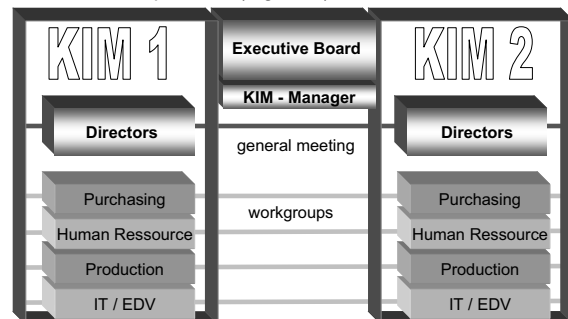 KIM 1
Executive Board
KIM 2
KIM - Manager
Directors
general meeting
Directors
Purchasing
workgroups
Purchasing
Human Ressource
Human Ressource
Production
Production
IT / EDV
IT / EDV